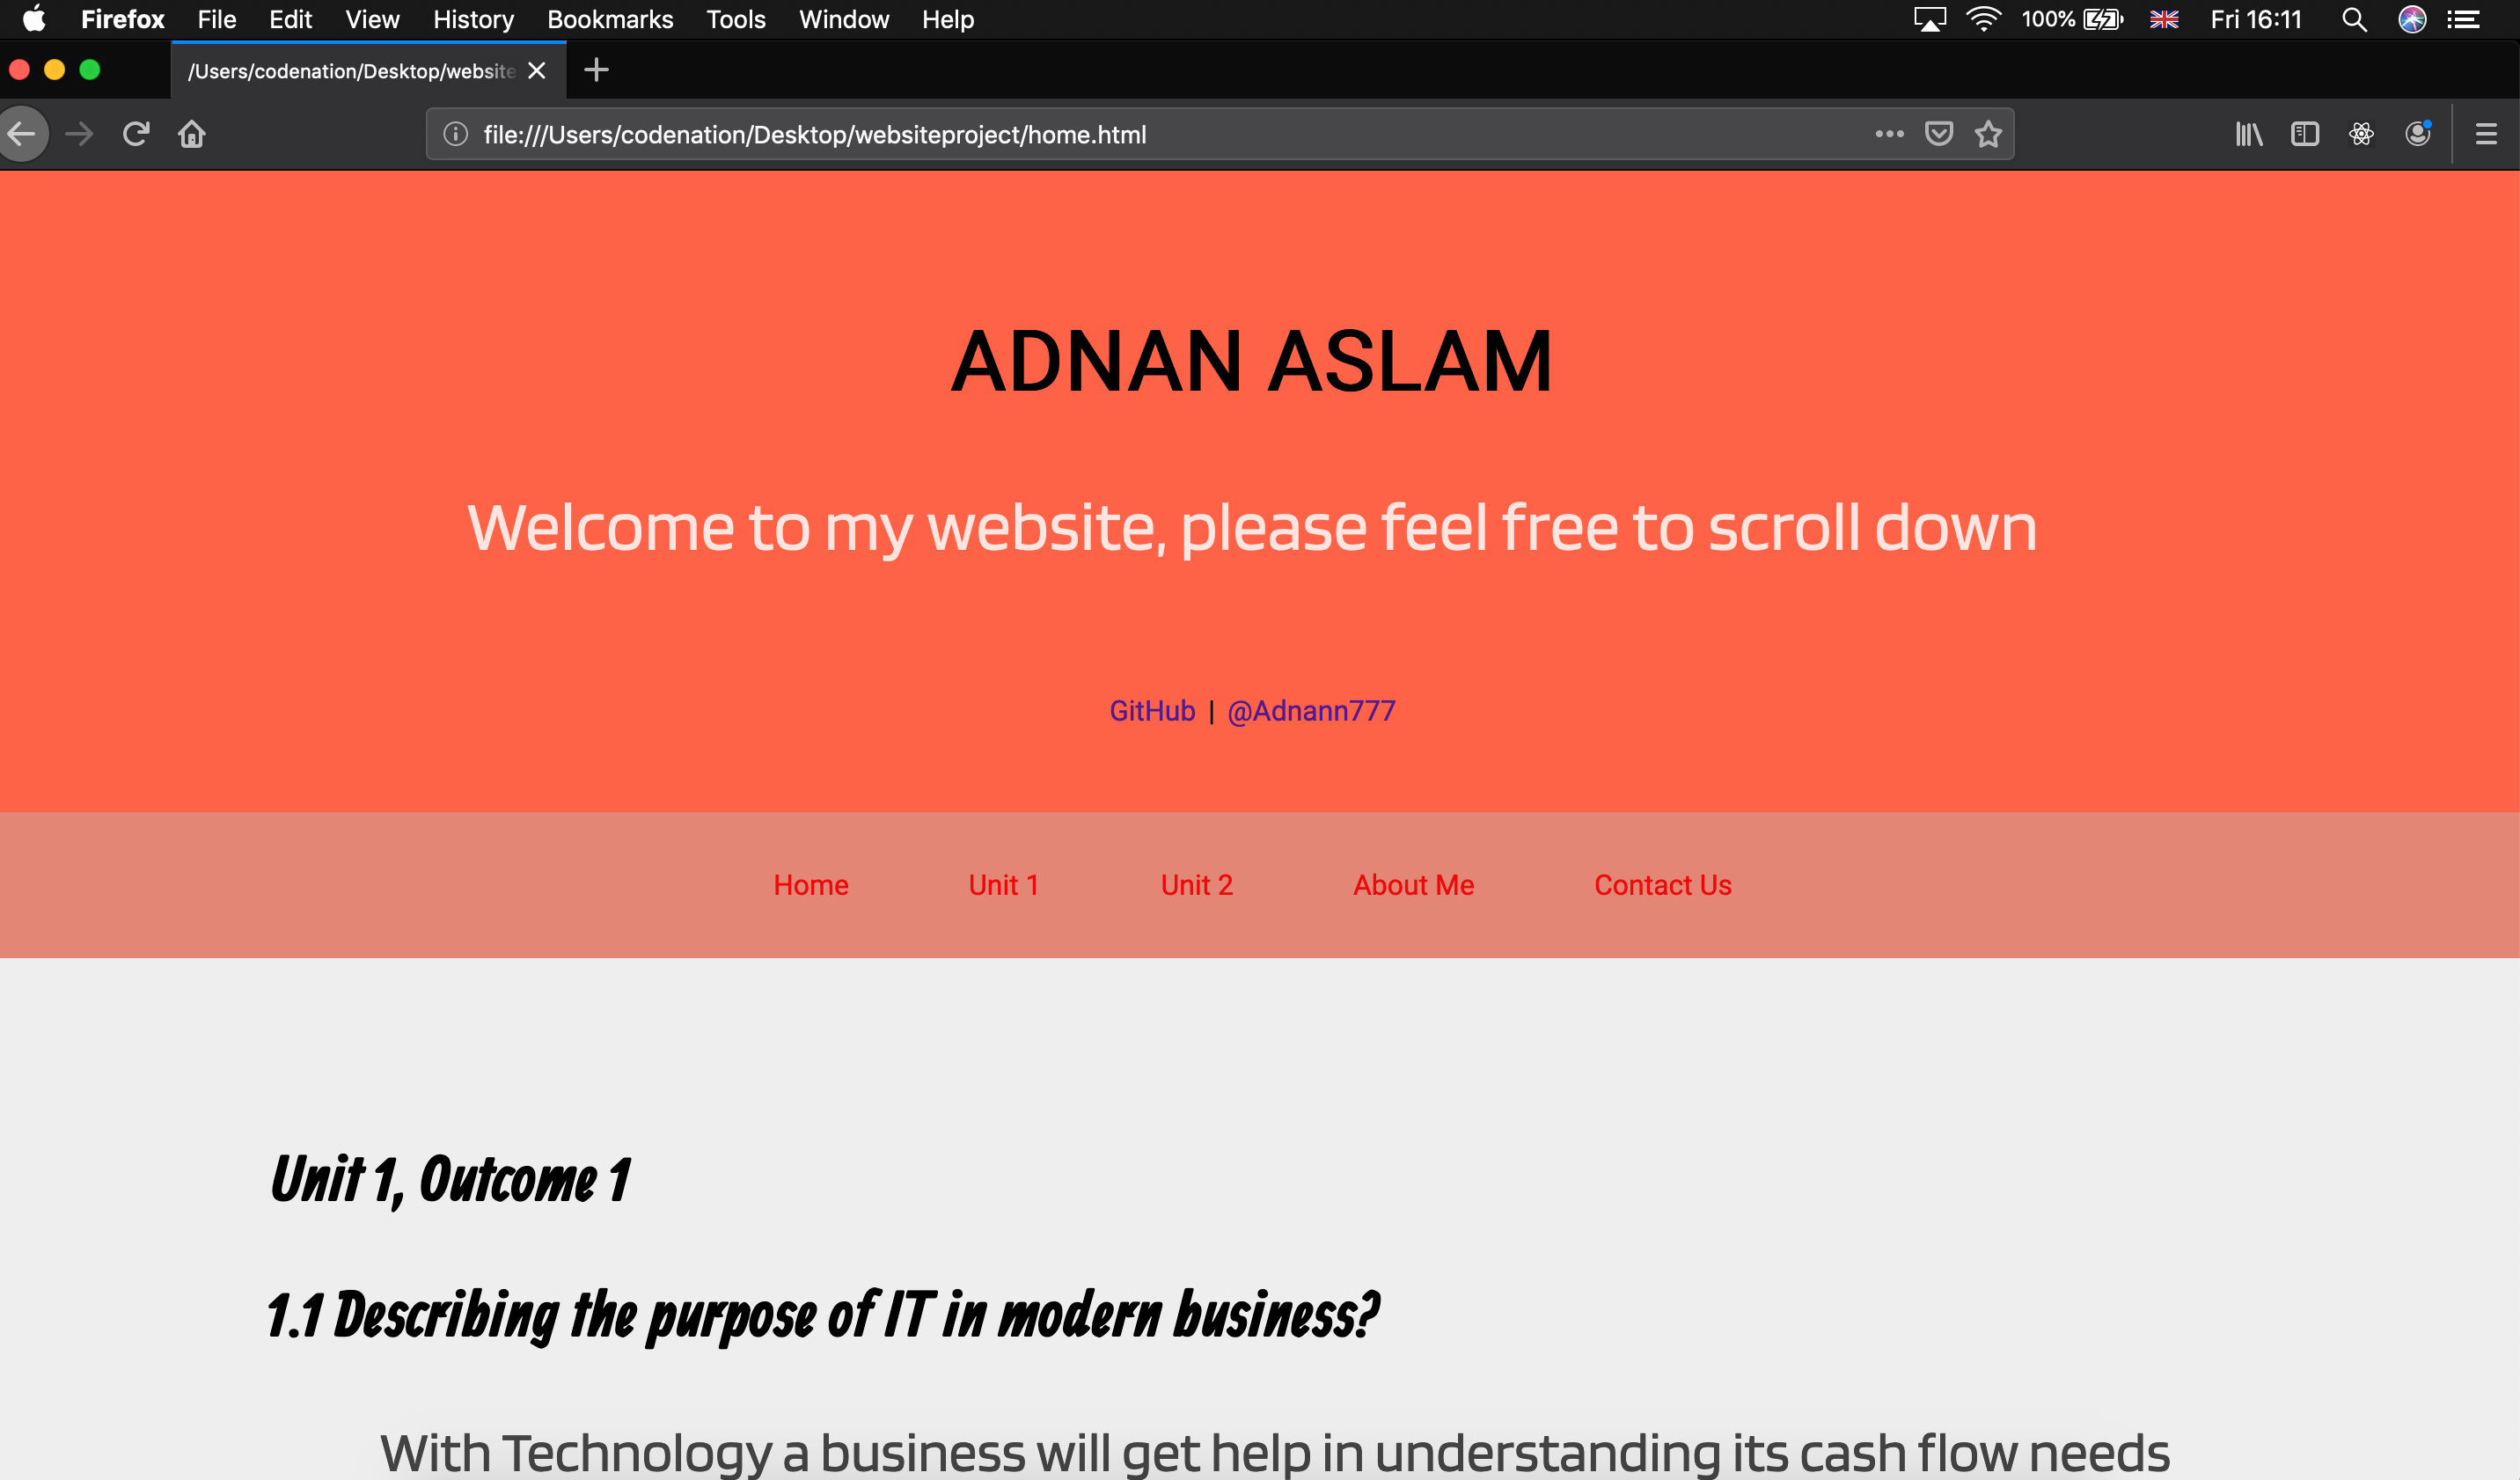 Firefox File Edit View History Bookmarks Tools Window Help 100% Fri 16:11
/Users/codenation/Desktop/website
file:///Users/codenation/Desktop/websiteproject/home.html
ADNAN ASLAM
Welcome to my website, please feel free to scroll down
GitHub | @Adnann777
Home Unit 1 Unit 2 About Me Contact Us
Unit 1, Outcome 1
1.1 Describing the purpose of IT in modern business?
With Technology a business will get help in understanding its cash flow needs